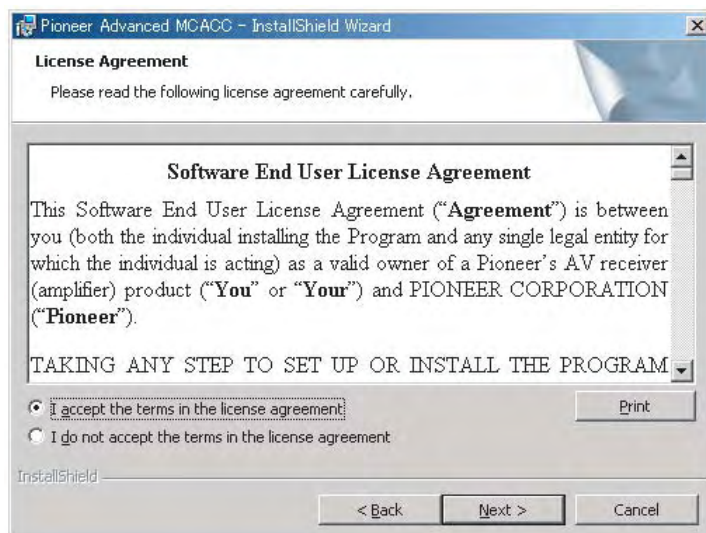 Pioneer Advanced MCACC - InstallShield Wizard
License Agreement
Please read the following license agreement carefully.
Software End User License Agreement
This Software End User License Agreement (“Agreement”) is between
you (both the individual installing the Program and any single legal entity for
which the individual is acting) as a valid owner of a Pioneer’s AV receiver
(amplifier) product (“You” or “Your”) and PIONEER CORPORATION
(“Pioneer”).
TAKING ANY STEP TO SET UP OR INSTALL THE PROGRAM
I accept the terms in the license agreement
Print
I do not accept the terms in the license agreement
InstallShield
< Back
Next >
Cancel